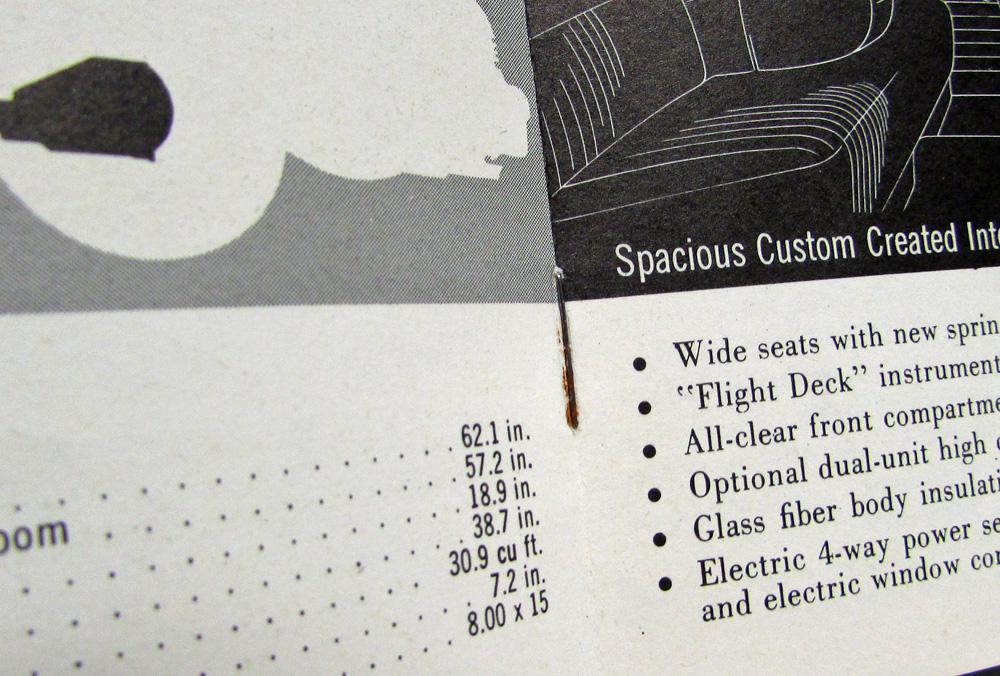 62.1 in.
57.2 in.
18.9 in.
oom 38.7 in.
30.9 cu ft.
7.2 in.
8.00 x 15
Spacious Custom Created Inte
• Wide seats with new sprin
• “Flight Deck” instrument
• All-clear front compartme
• Optional dual-unit high
• Glass fiber body insulati
• Electric 4-way power se
and electric window con